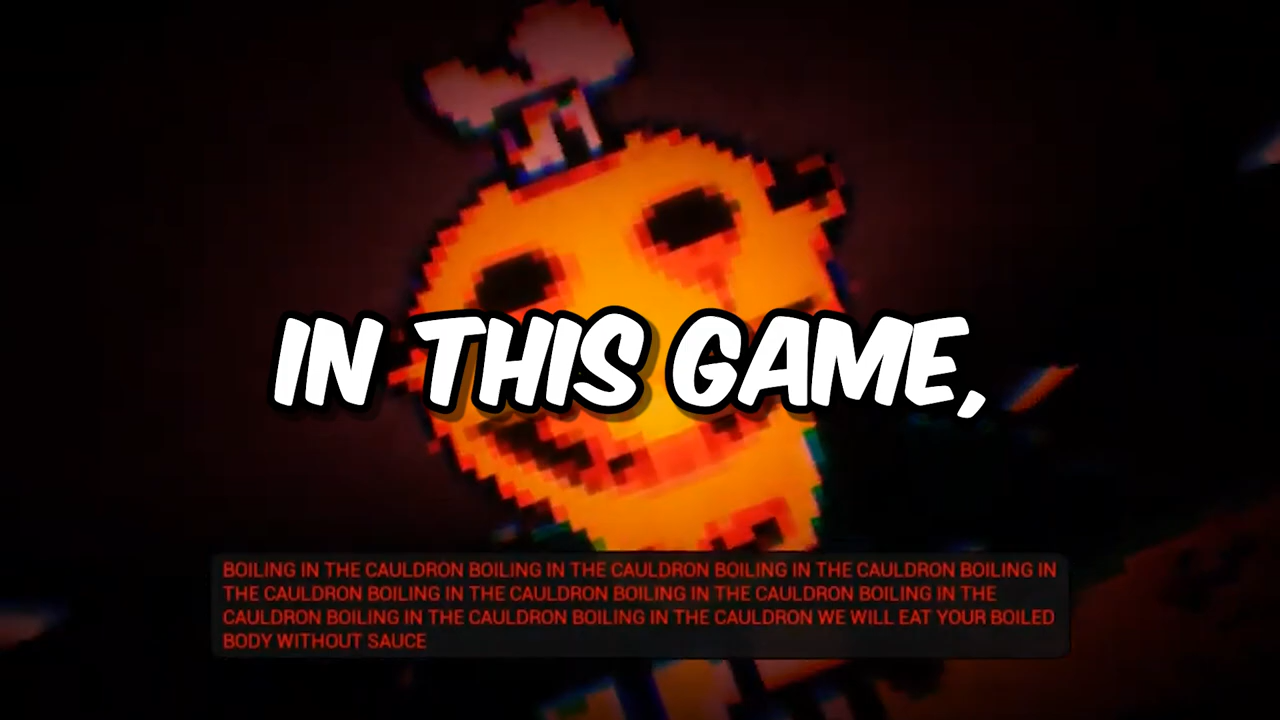 IN THIS GAME,
BOILING IN THE CAULDRON BOILING IN THE CAULDRON BOILING IN THE CAULDRON BOILING IN
THE CAULDRON BOILING IN THE CAULDRON BOILING IN THE CAULDRON BOILING IN THE
CAULDRON BOILING IN THE CAULDRON BOILING IN THE CAULDRON WE WILL EAT YOUR BOILED
BODY WITHOUT SAUCE